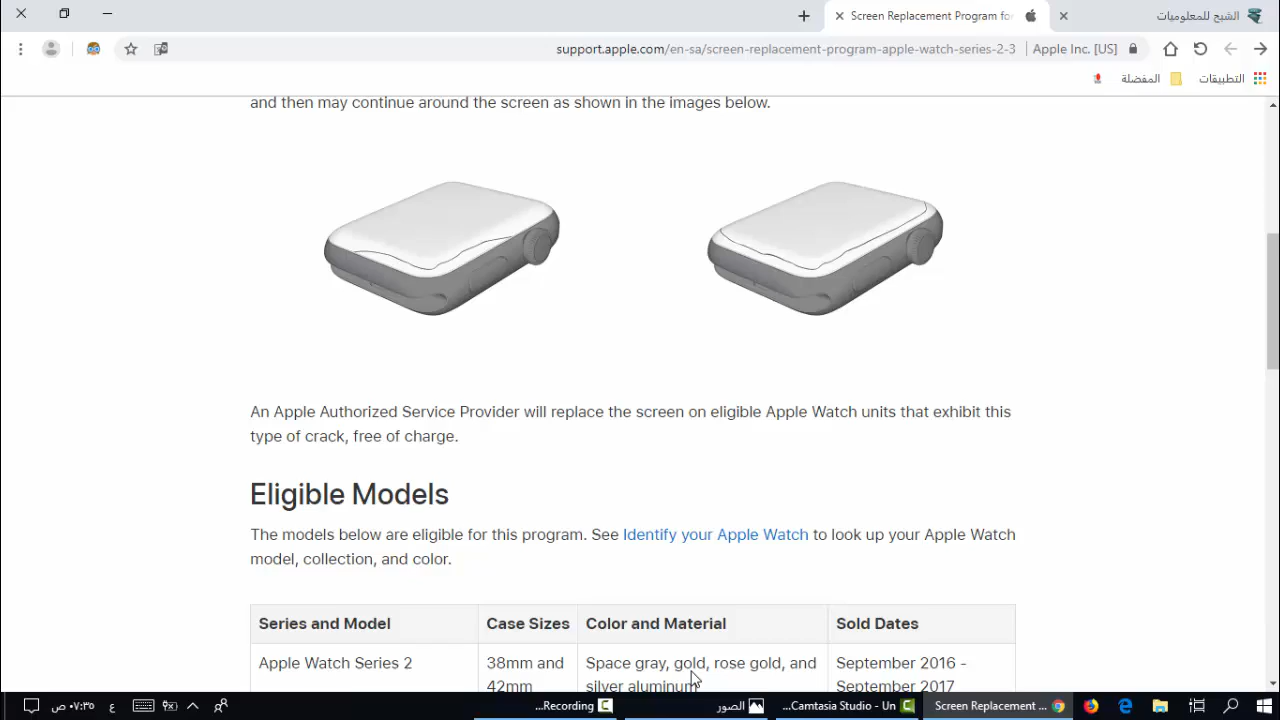 Screen Replacement Program for
الشبح للمعلوميات
support.apple.com/en-sa/screen-replacement-program-apple-watch-series-2-3
Apple Inc. [US]
المفضلة
التطبيقات
and then may continue around the screen as shown in the images below.
An Apple Authorized Service Provider will replace the screen on eligible Apple Watch units that exhibit this
type of crack, free of charge.
Eligible Models
The models below are eligible for this program. See Identify your Apple Watch to look up your Apple Watch
model, collection, and color.
Series and Model
Case Sizes
Color and Material
Sold Dates
Apple Watch Series 2
38mm and
42mm
Space gray, gold, rose gold, and
silver aluminum
September 2016 -
September 2017
٠٧:٣٥ ص
ع
Recording...
الصور
Camtasia Studio - Un...
Screen Replacement ...